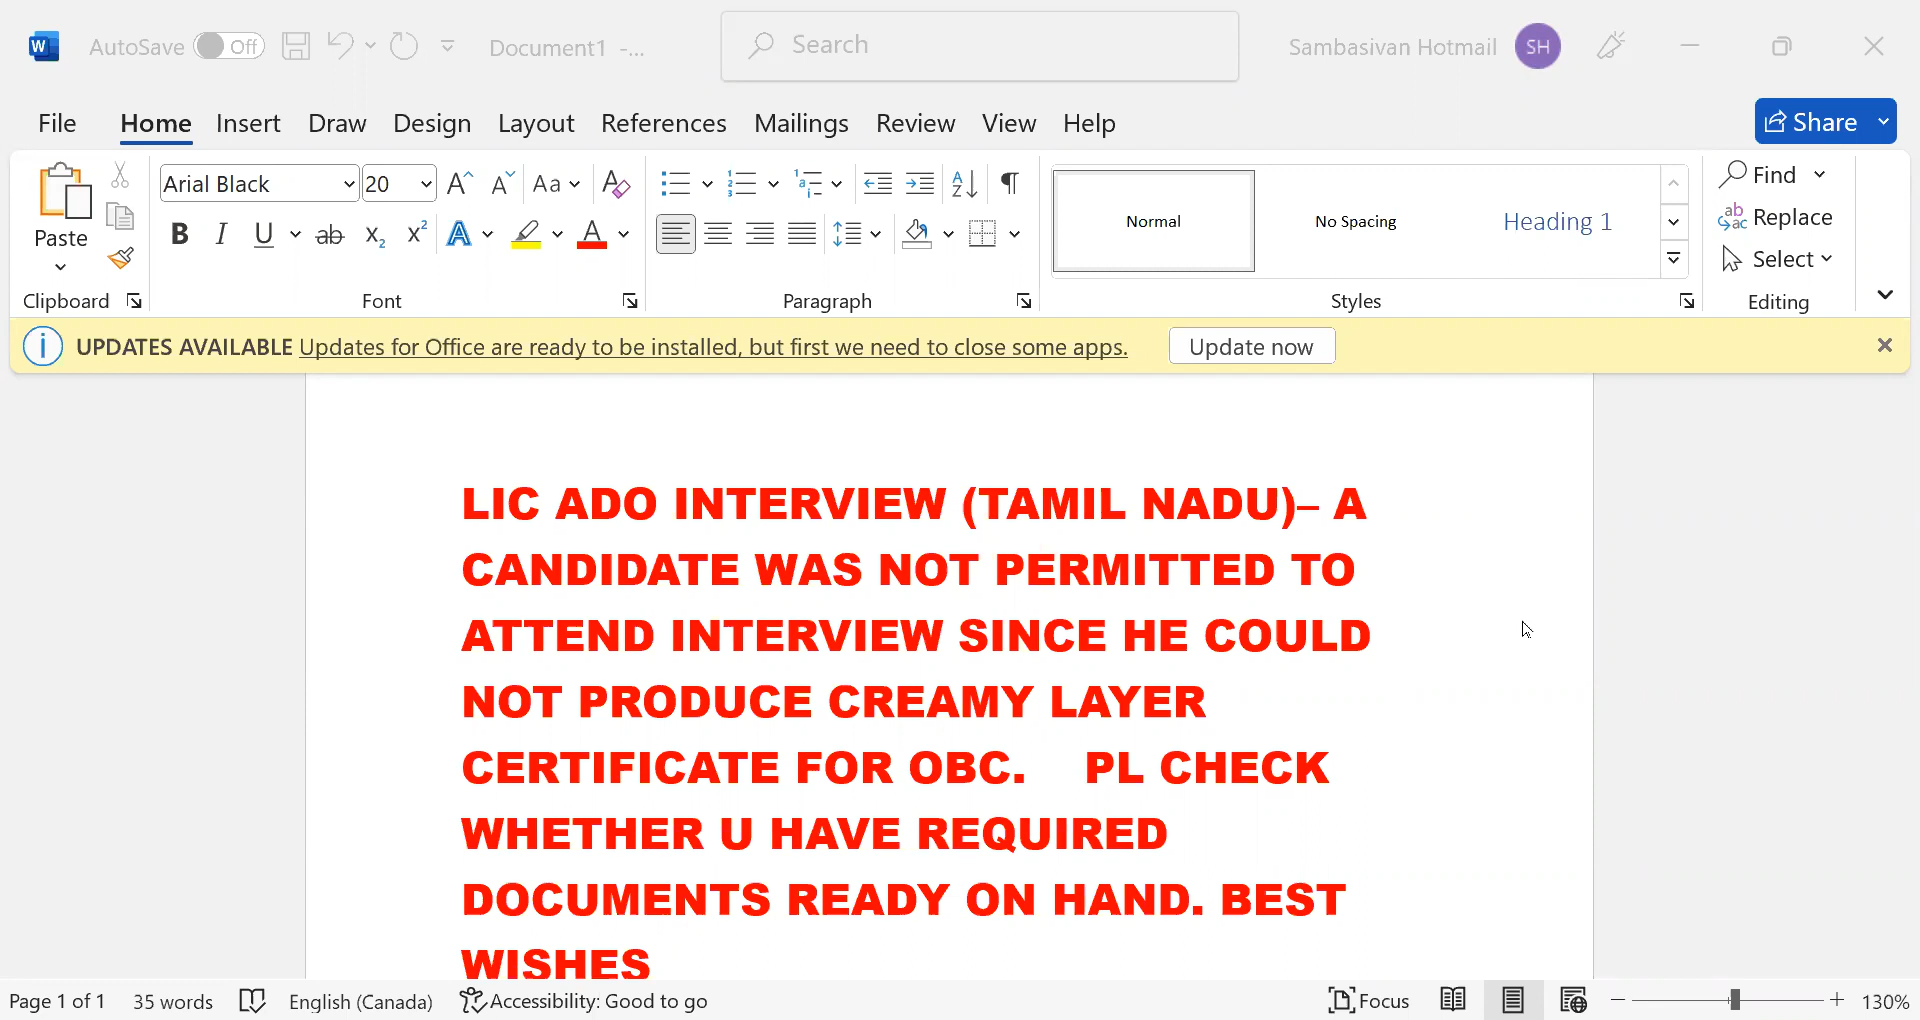 W AutoSave Off Document1 -... Search Sambasivan Hotmail SH
File Home Insert Draw Design Layout References Mailings Review View Help Share
Paste
Arial Black 20 Aa
B I U ab x₂ x² A A
Normal No Spacing Heading 1
Find
Replace
Select
Clipboard Font Paragraph Styles Editing
UPDATES AVAILABLE Updates for Office are ready to be installed, but first we need to close some apps. Update now
LIC ADO INTERVIEW (TAMIL NADU)– A
CANDIDATE WAS NOT PERMITTED TO
ATTEND INTERVIEW SINCE HE COULD
NOT PRODUCE CREAMY LAYER
CERTIFICATE FOR OBC. PL CHECK
WHETHER U HAVE REQUIRED
DOCUMENTS READY ON HAND. BEST
WISHES
Page 1 of 1 35 words English (Canada) Accessibility: Good to go Focus 130%